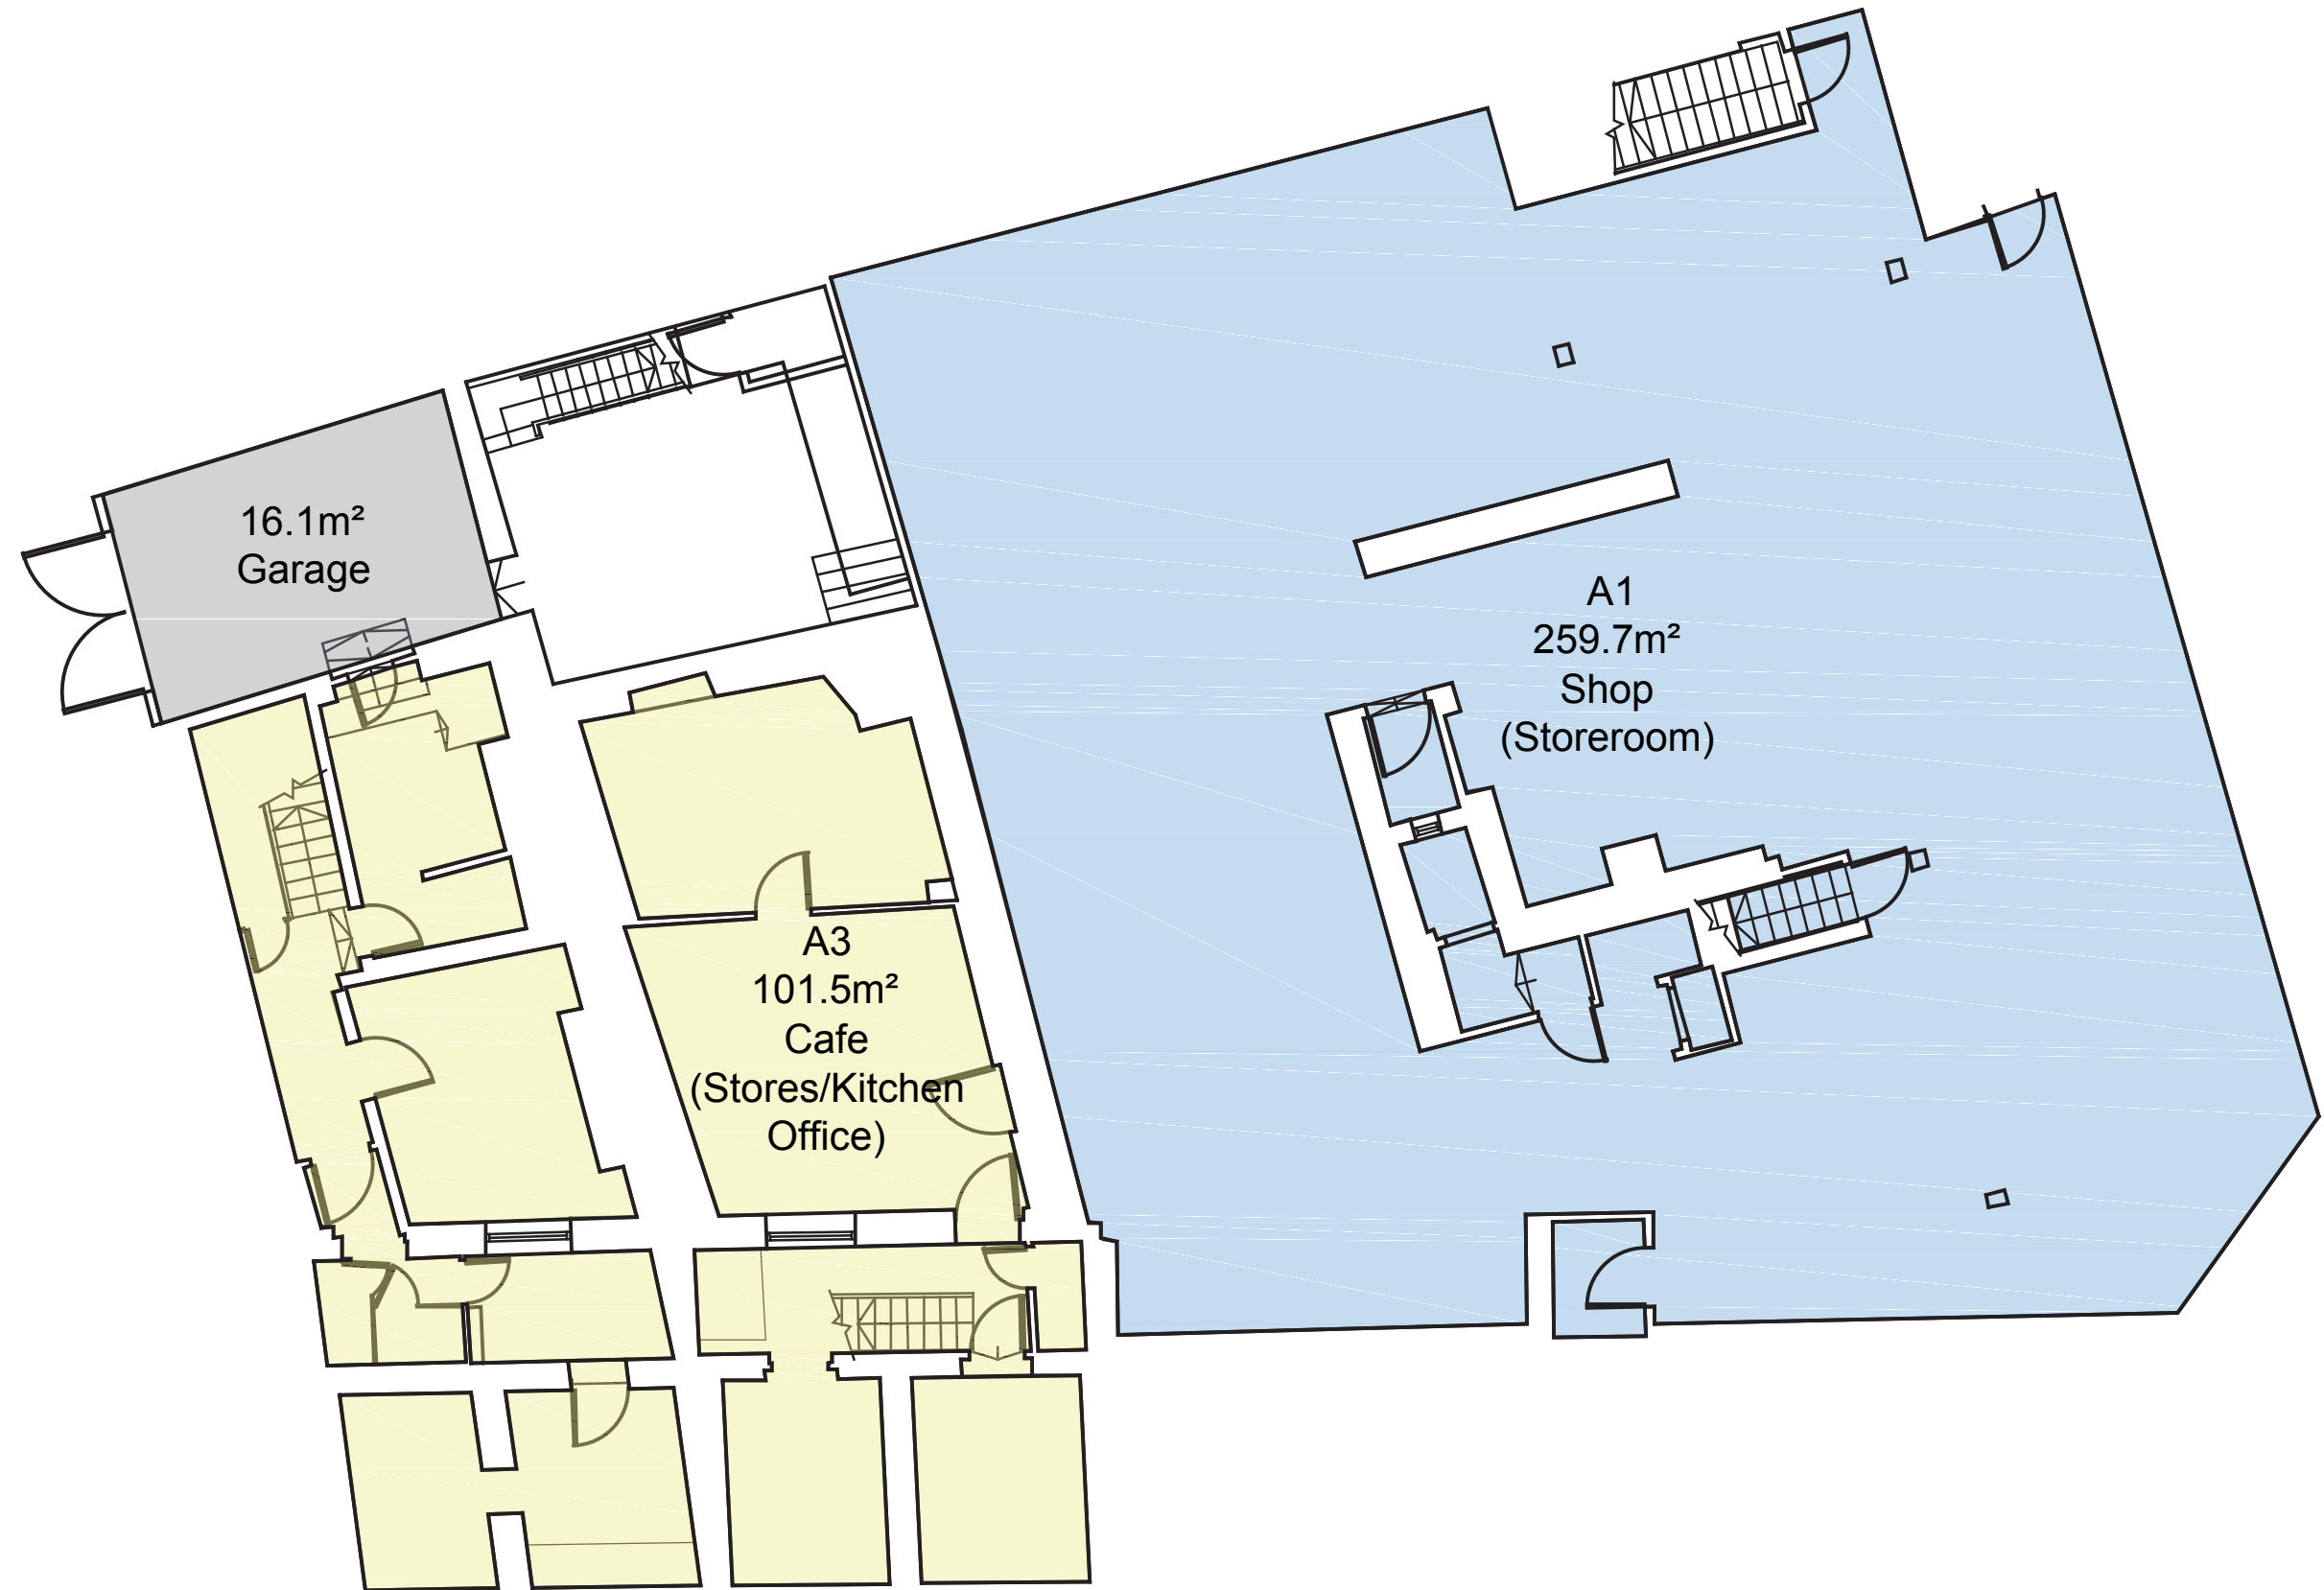 16.1m²
Garage
A1
259.7m²
Shop
(Storeroom)
A3
101.5m²
Cafe
(Stores/Kitchen
Office)